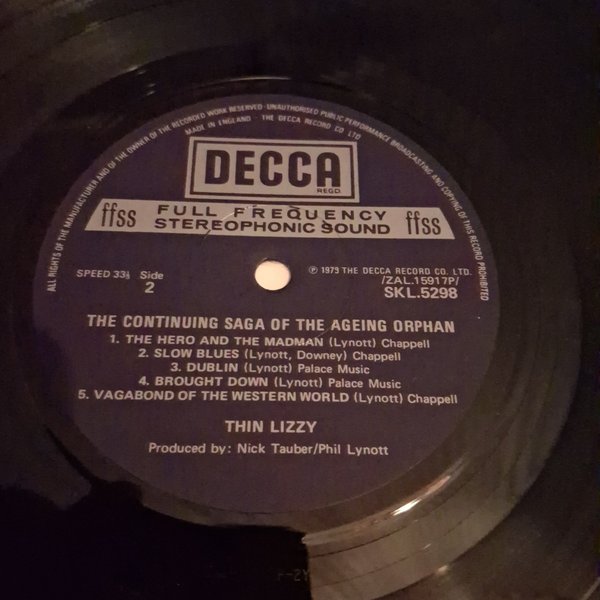 ALL RIGHTS OF THE MANUFACTURER AND OF THE OWNER OF THE RECORDED WORK RESERVED · UNAUTHORISED PUBLIC PERFORMANCE BROADCASTING AND COPYING OF THIS RECORD PROHIBITED
MADE IN ENGLAND · THE DECCA RECORD CO LTD
DECCA
REGD
ffss FULL FREQUENCY ffss
STEREOPHONIC SOUND
SPEED 33⅓ Side
2
℗ 1973 THE DECCA RECORD CO. LTD.
/ZAL.15917P/
SKL.5298
THE CONTINUING SAGA OF THE AGEING ORPHAN
1. THE HERO AND THE MADMAN (Lynott) Chappell
2. SLOW BLUES (Lynott, Downey) Chappell
3. DUBLIN (Lynott) Palace Music
4. BROUGHT DOWN (Lynott) Palace Music
5. VAGABOND OF THE WESTERN WORLD (Lynott) Chappell
THIN LIZZY
Produced by: Nick Tauber/Phil Lynott